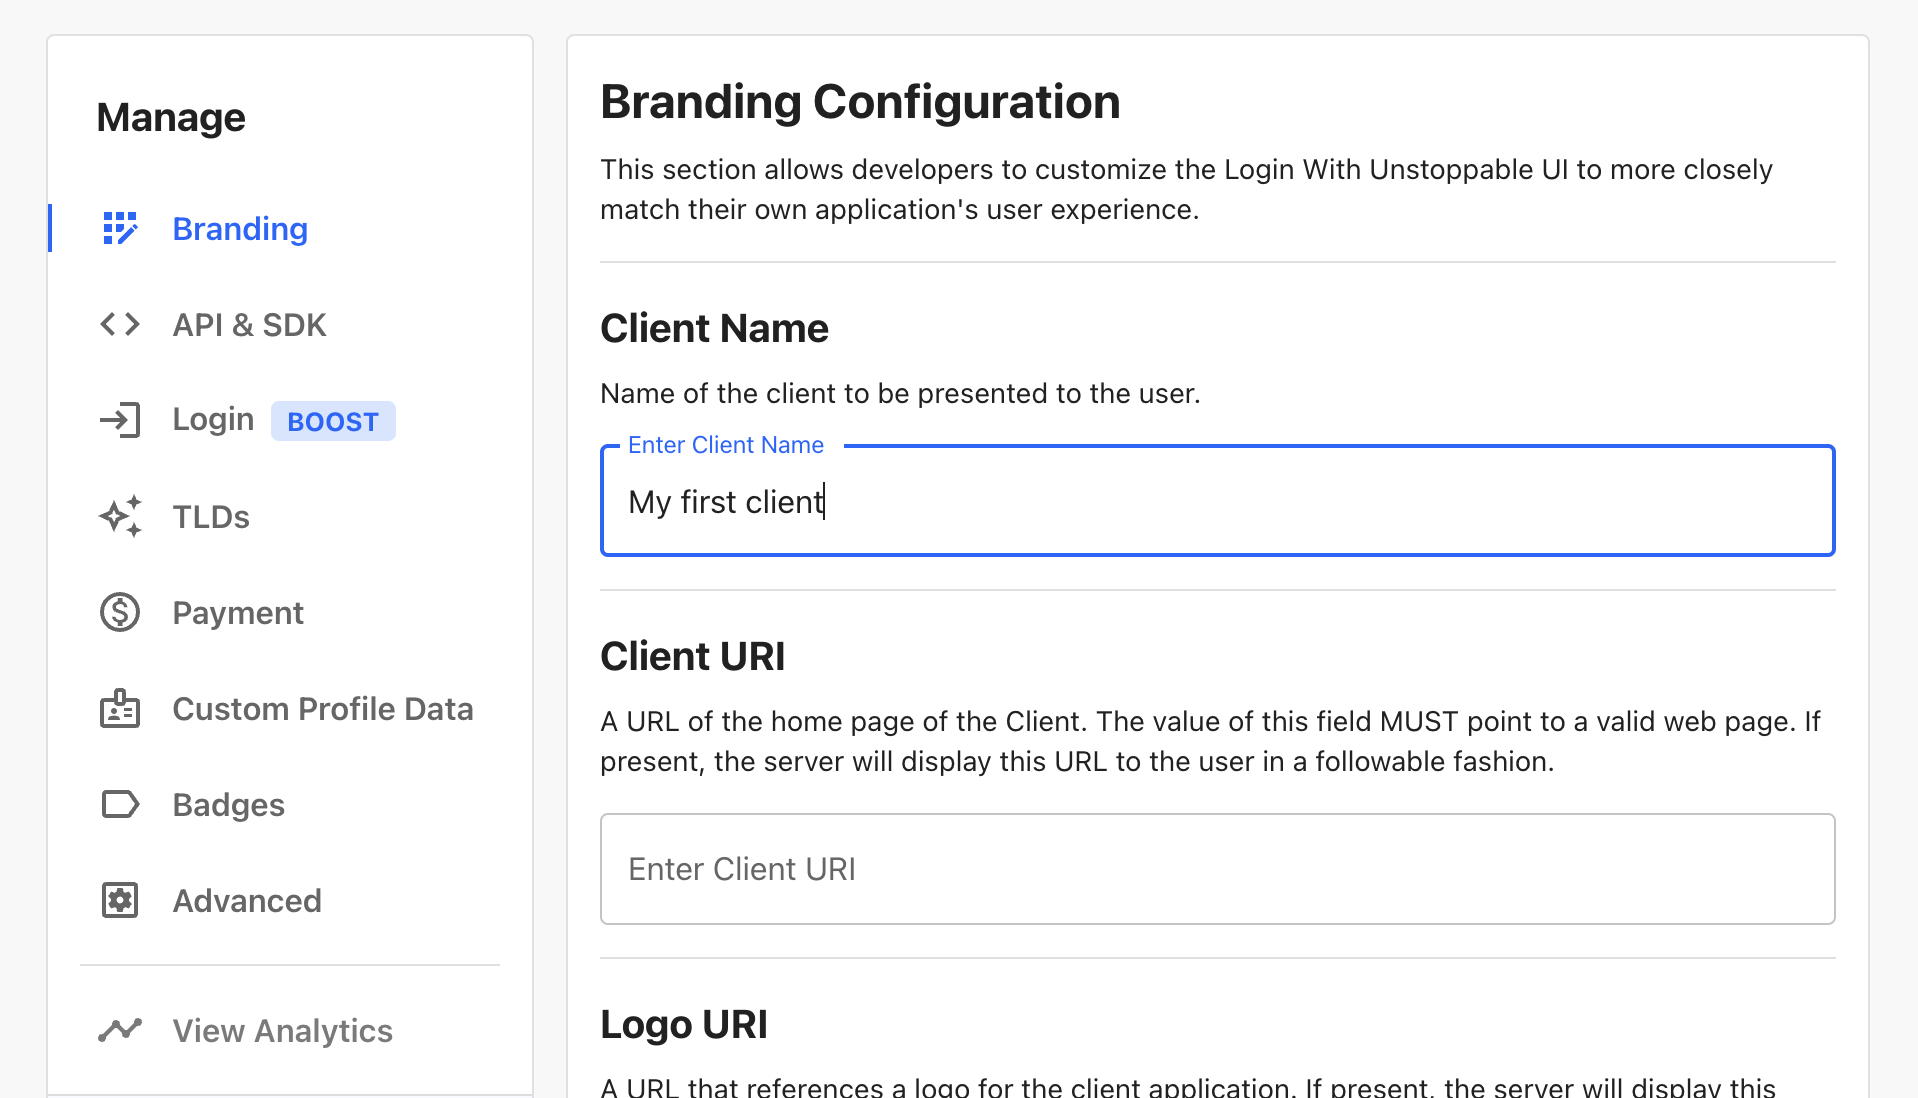 Manage
Branding
API & SDK
Login BOOST
TLDs
Payment
Custom Profile Data
Badges
Advanced
View Analytics
Branding Configuration
This section allows developers to customize the Login With Unstoppable UI to more closely
match their own application's user experience.
Client Name
Name of the client to be presented to the user.
Enter Client Name
My first client
Client URI
A URL of the home page of the Client. The value of this field MUST point to a valid web page. If
present, the server will display this URL to the user in a followable fashion.
Enter Client URI
Logo URI
A URL that references a logo for the client application. If present, the server will display this